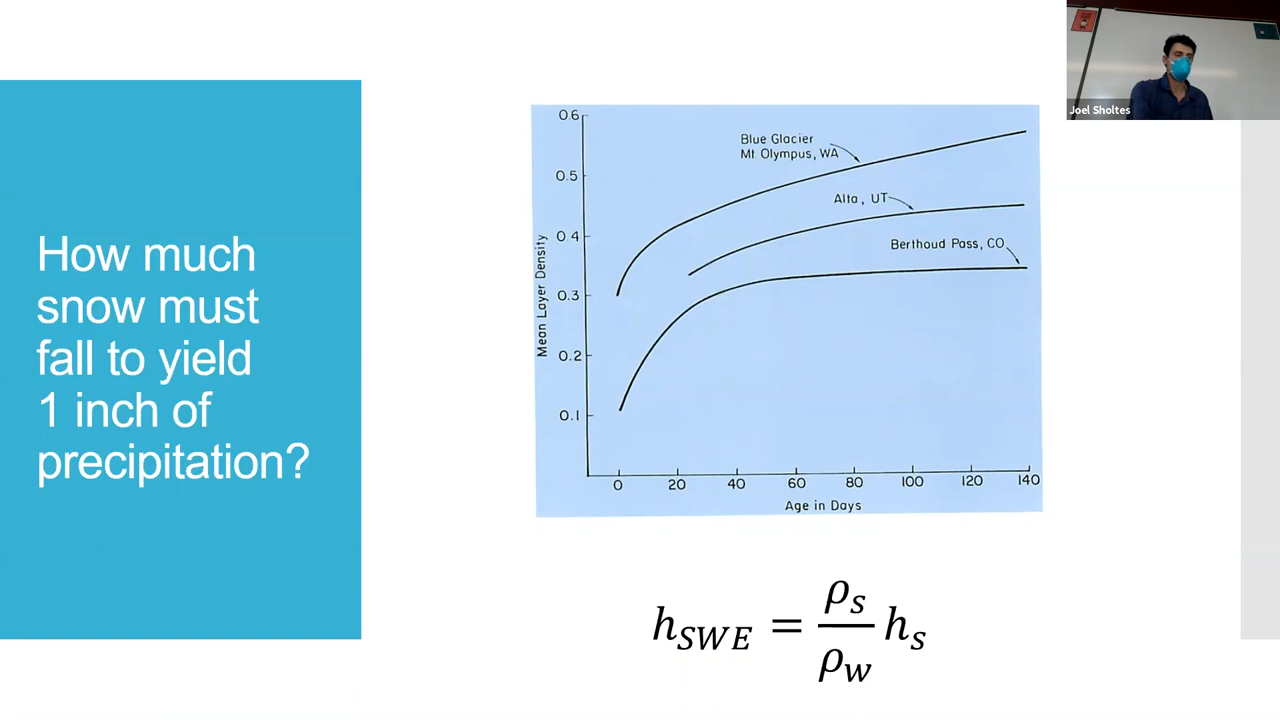 How much
snow must
fall to yield
1 inch of
precipitation?
0.6
0.5
0.4
0.3
0.2
0.1
Mean Layer Density
Blue Glacier
Mt Olympus, WA
Alta, UT
Berthoud Pass, CO
0 20 40 60 80 100 120 140
Age in Days
h_SWE = ρ_s/ρ_w h_s
Joel Sholtes